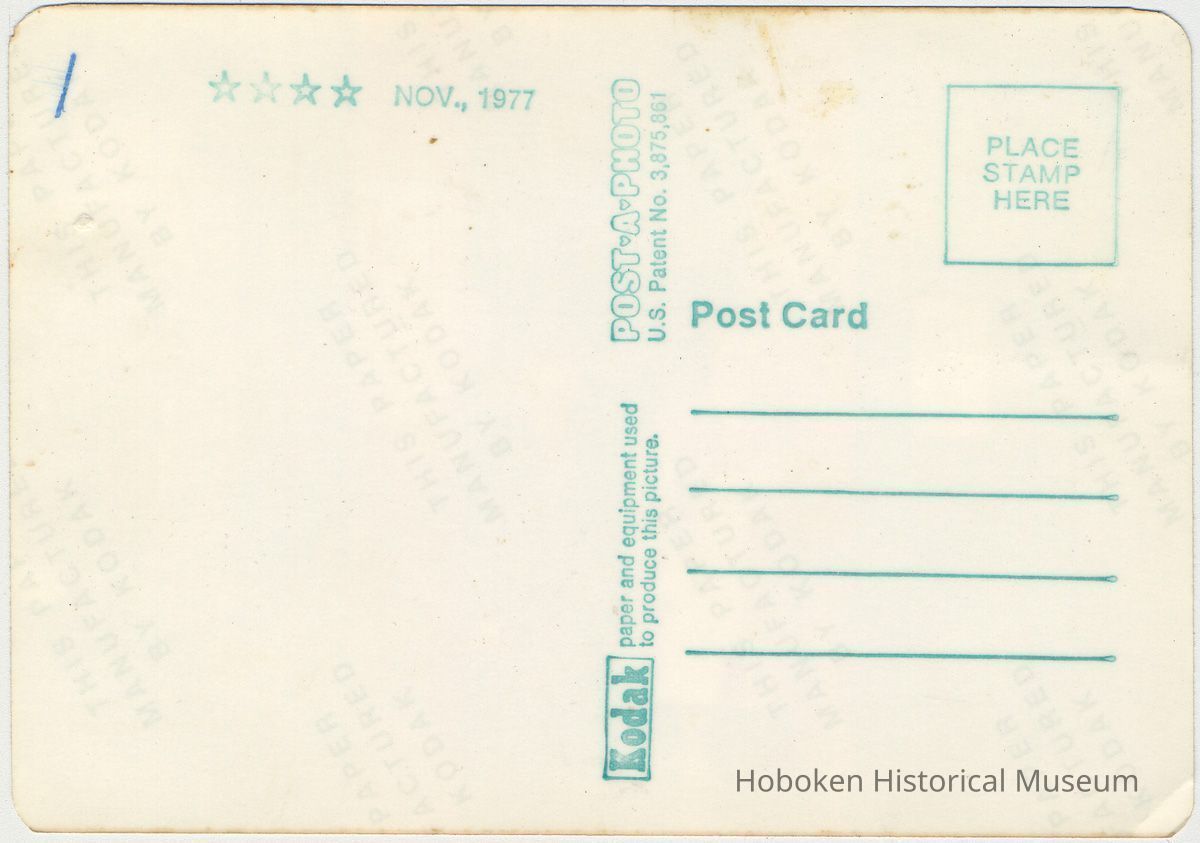 ☆☆☆☆ NOV., 1977
POST·A·PHOTO
U.S. Patent No. 3,875,861
PLACE
STAMP
HERE
Post Card
Kodak paper and equipment used
to produce this picture.
THIS PAPER
MANUFACTURED
BY KODAK
Hoboken Historical Museum